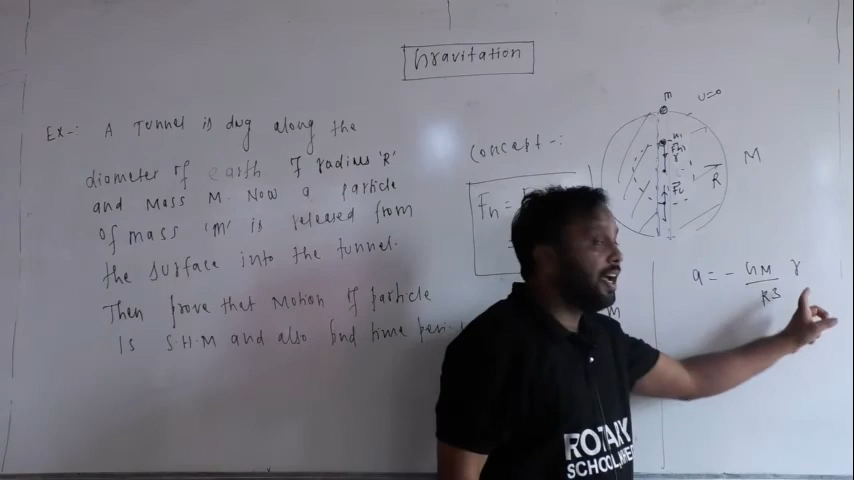 Gravitation
Ex-: A Tunnel is dug along the
diameter of earth of radius 'R'
and Mass M. Now a particle
of mass 'm' is released from
the surface into the tunnel.
Then prove that Motion of particle
Is S.H.M and also find time
Concept-:
Fn =
m
u=0
M
R
a = - GM/R3 r
ROTARY
SCHOOL,